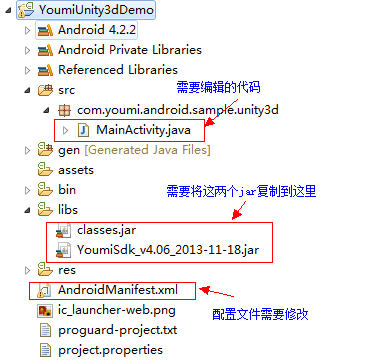 YoumiUnity3dDemo
Android 4.2.2
Android Private Libraries
Referenced Libraries
需要编辑的代码
src
com.youmi.android.sample.unity3d
MainActivity.java
gen [Generated Java Files]
assets
需要将这两个jar复制到这里
bin
libs
classes.jar
YoumiSdk_v4.06_2013-11-18.jar
res
AndroidManifest.xml
ic_launcher-web.png
配置文件需要修改
proguard-project.txt
project.properties